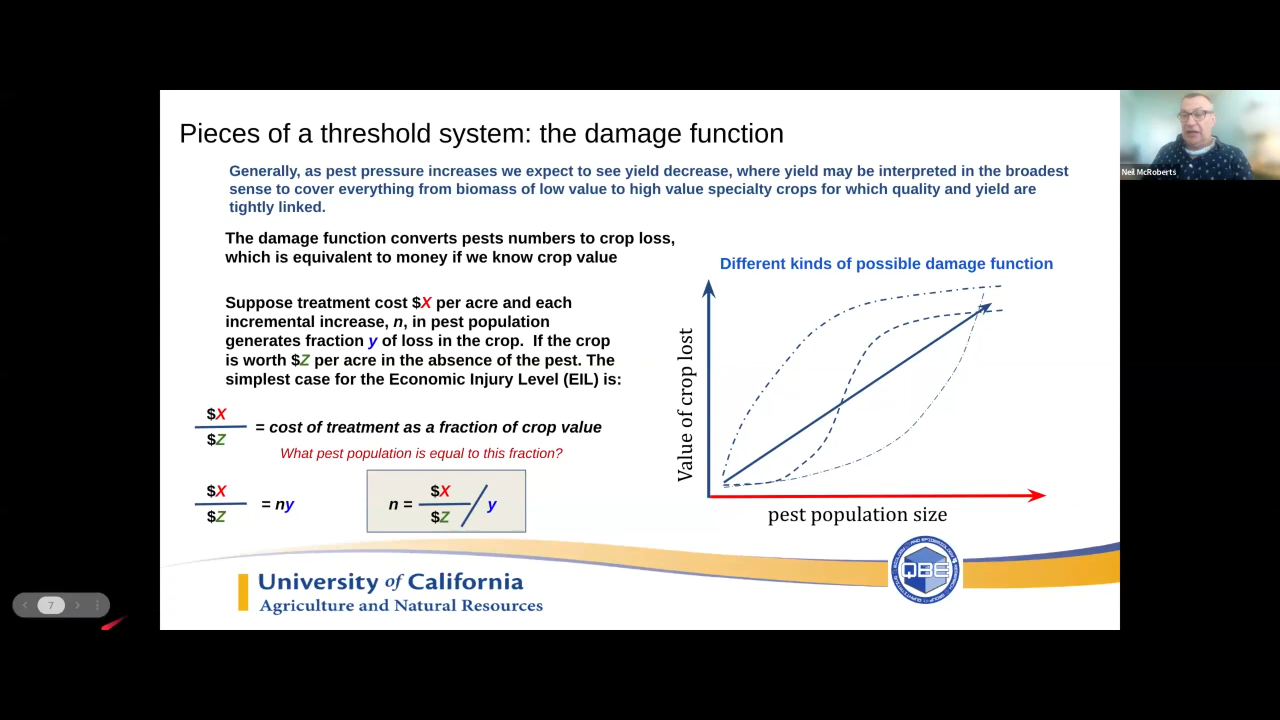 Pieces of a threshold system: the damage function
Neil McRoberts
Generally, as pest pressure increases we expect to see yield decrease, where yield may be interpreted in the broadest
sense to cover everything from biomass of low value to high value specialty crops for which quality and yield are
tightly linked.
The damage function converts pests numbers to crop loss,
which is equivalent to money if we know crop value
Suppose treatment cost $X per acre and each
incremental increase, n, in pest population
generates fraction y of loss in the crop. If the crop
is worth $Z per acre in the absence of the pest. The
simplest case for the Economic Injury Level (EIL) is:
$X
$Z
= cost of treatment as a fraction of crop value
What pest population is equal to this fraction?
$X
$Z
= ny
n =
$X
$Z
/
y
Different kinds of possible damage function
Value of crop lost
pest population size
University of California
Agriculture and Natural Resources
QBE
7